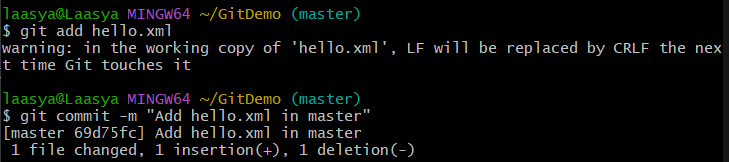 laasya@Laasya MINGW64 ~/GitDemo (master)
$ git add hello.xml
warning: in the working copy of 'hello.xml', LF will be replaced by CRLF the nex
t time Git touches it
laasya@Laasya MINGW64 ~/GitDemo (master)
$ git commit -m "Add hello.xml in master"
[master 69d75fc] Add hello.xml in master
 1 file changed, 1 insertion(+), 1 deletion(-)